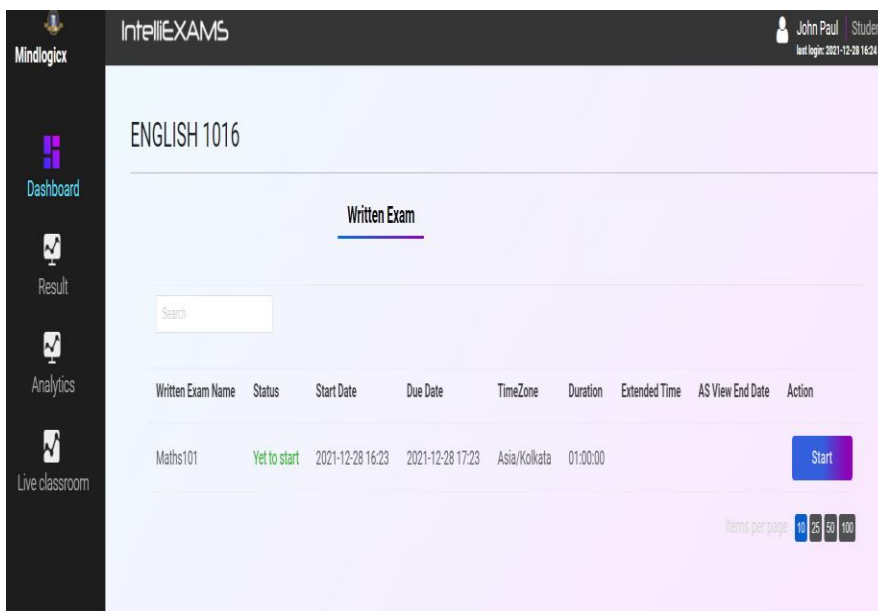 Mindlogicx
IntelliEXAMS
John Paul Studen
last login: 2021-12-28 16:24
Dashboard
Result
Analytics
Live classroom
ENGLISH 1016
Written Exam
Search
Written Exam Name Status Start Date Due Date TimeZone Duration Extended Time AS View End Date Action
Maths101 Yet to start 2021-12-28 16:23 2021-12-28 17:23 Asia/Kolkata 01:00:00 Start
Items per page 10 25 50 100